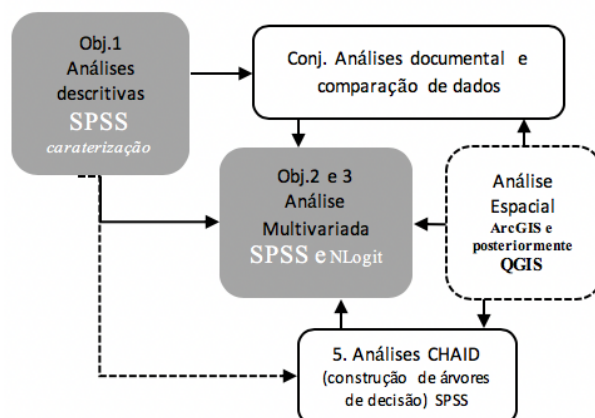 Obj.1
Análises
descritivas
SPSS
caraterização
Conj. Análises documental e
comparação de dados
Obj.2 e 3
Análise
Multivariada
SPSS e NLogit
Análise
Espacial
ArcGIS e
posteriormente
QGIS
5. Análises CHAID
(construção de árvores
de decisão) SPSS